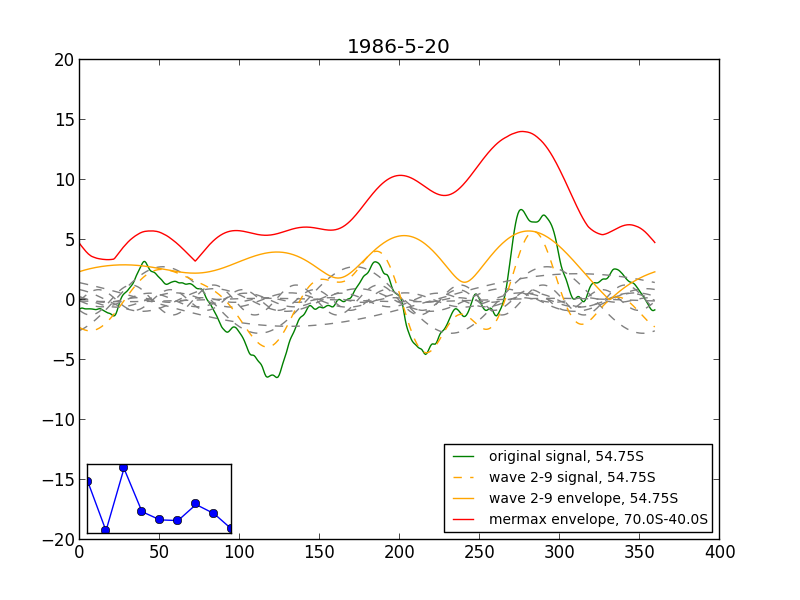 1986-5-20
20
15
10
5
0
−5
−10
−15
−20
original signal, 54.75S
wave 2-9 signal, 54.75S
wave 2-9 envelope, 54.75S
mermax envelope, 70.0S-40.0S
0 50 100 150 200 250 300 350 400